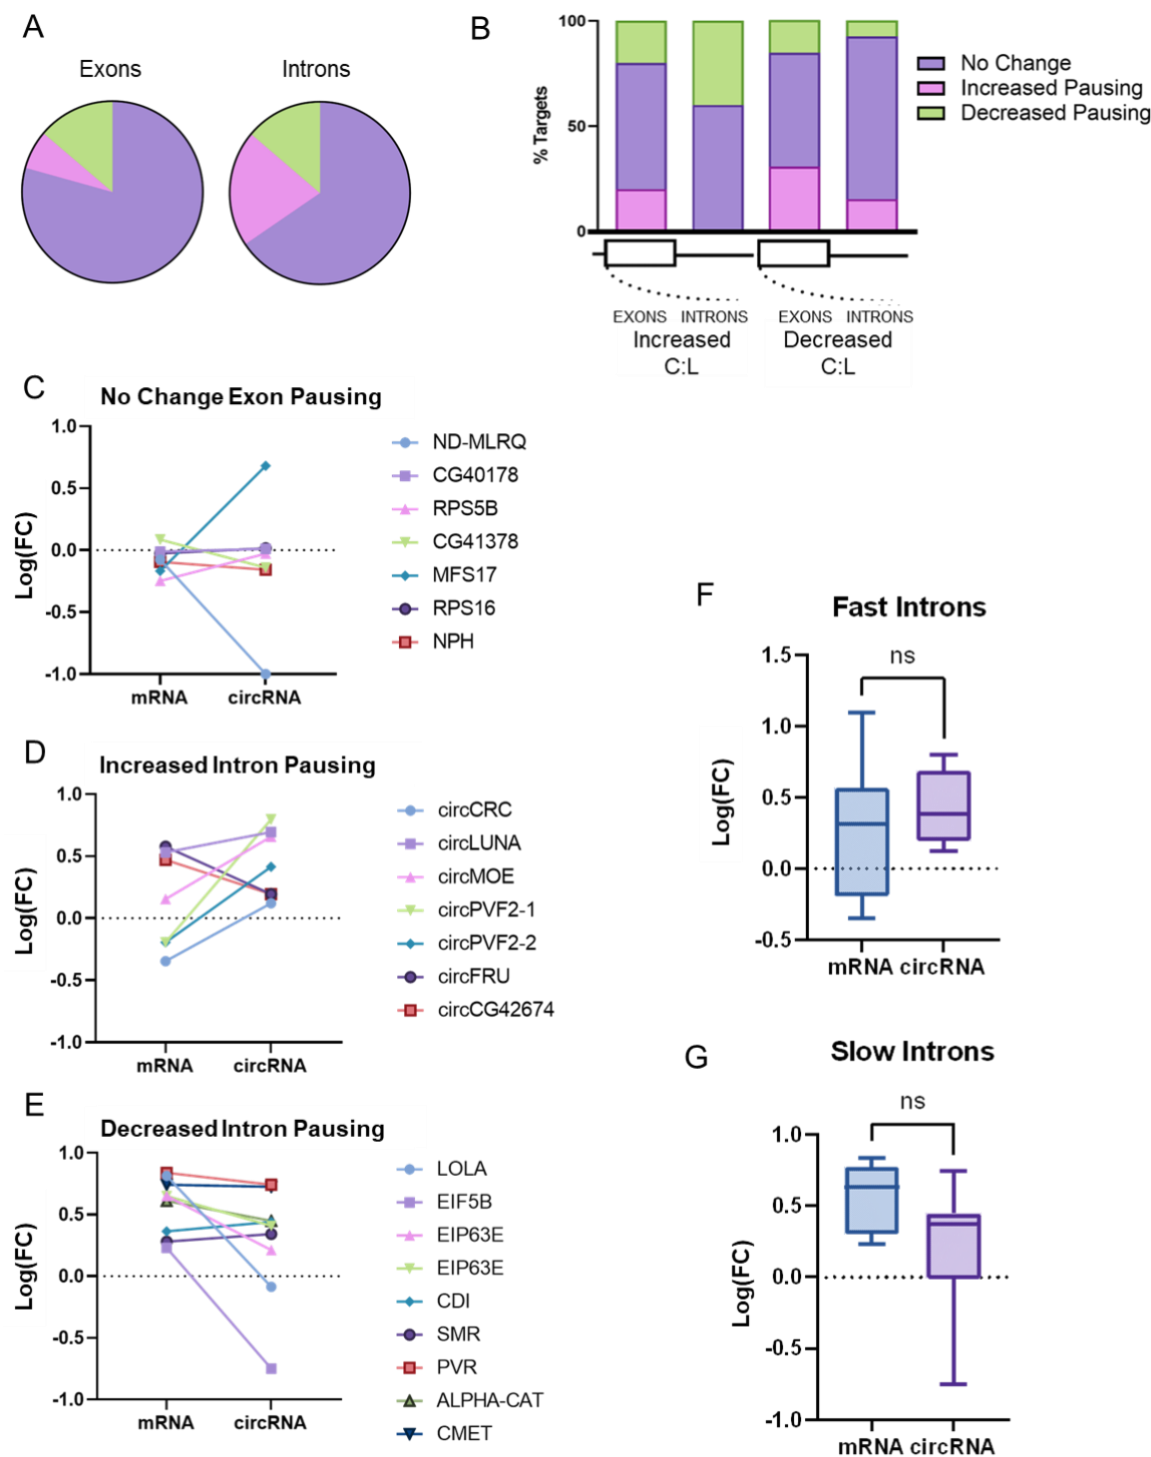 A
Exons
Introns
B
100
50
0
% Targets
No Change
Increased Pausing
Decreased Pausing
EXONS INTRONS EXONS INTRONS
Increased C:L
Decreased C:L
C
No Change Exon Pausing
1.0
0.5
0.0
-0.5
-1.0
Log(FC)
mRNA circRNA
ND-MLRQ
CG40178
RPS5B
CG41378
MFS17
RPS16
NPH
D
Increased Intron Pausing
1.0
0.5
0.0
-0.5
-1.0
Log(FC)
mRNA circRNA
circCRC
circLUNA
circMOE
circPVF2-1
circPVF2-2
circFRU
circCG42674
E
Decreased Intron Pausing
1.0
0.5
0.0
-0.5
-1.0
Log(FC)
mRNA circRNA
LOLA
EIF5B
EIP63E
EIP63E
CDI
SMR
PVR
ALPHA-CAT
CMET
F
Fast Introns
ns
1.5
1.0
0.5
0.0
-0.5
Log(FC)
mRNA circRNA
G
Slow Introns
ns
1.0
0.5
0.0
-0.5
-1.0
Log(FC)
mRNA circRNA